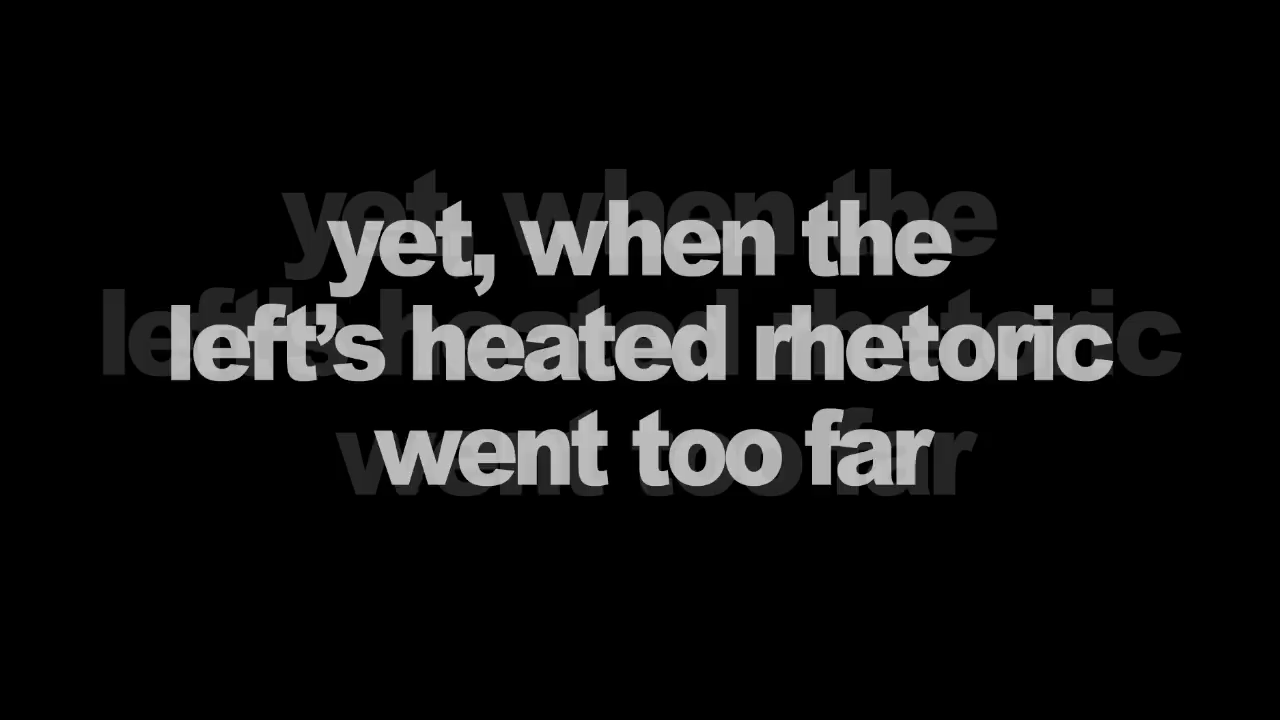 yet, when the
left’s heated rhetoric
went too far